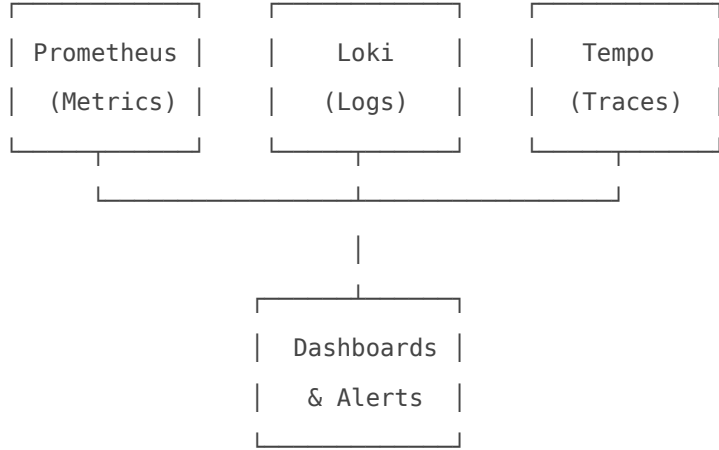 Prometheus Loki Tempo
(Metrics) (Logs) (Traces)
Dashboards
& Alerts